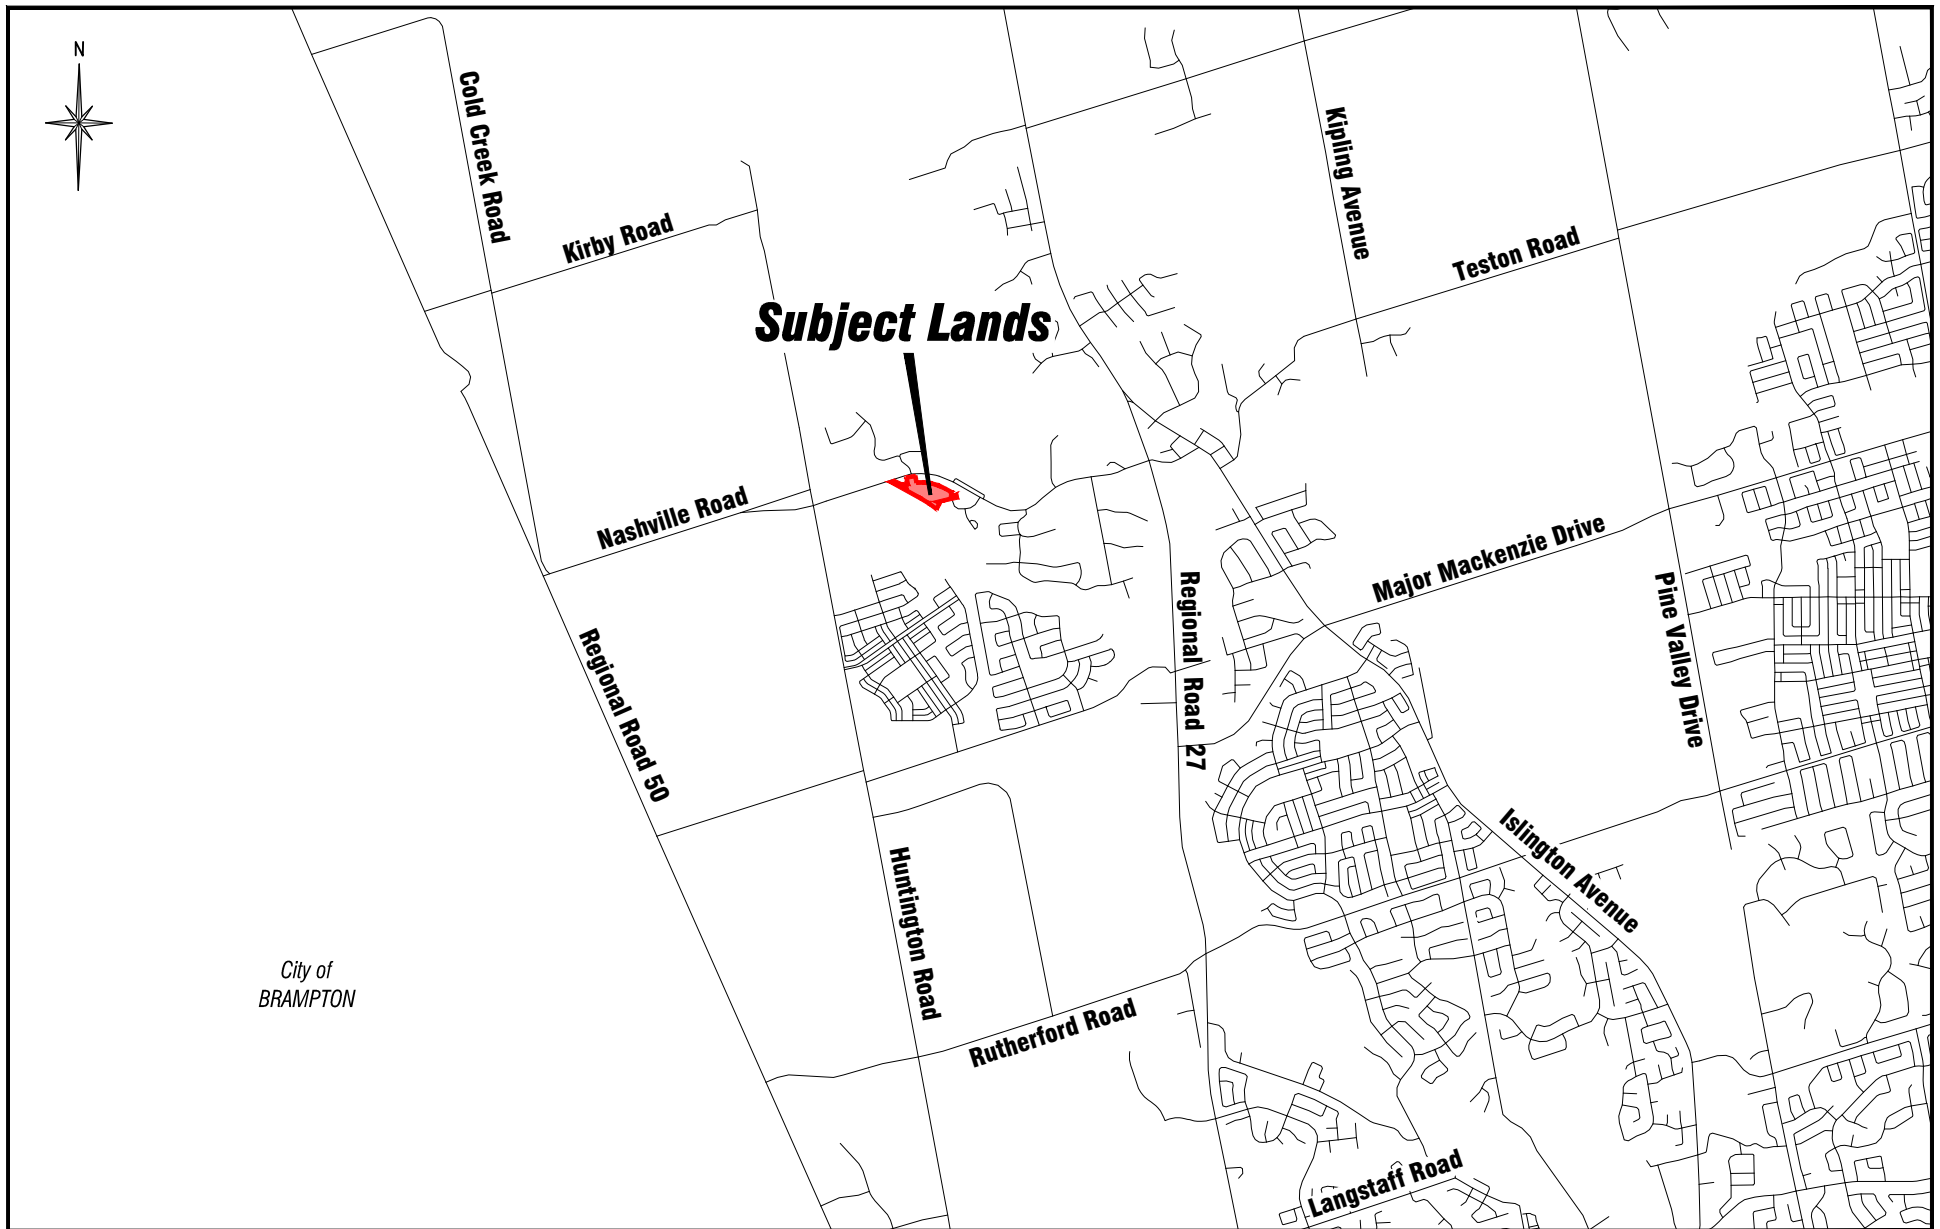 N
Cold Creek Road
Kipling Avenue
Kirby Road
Teston Road
Subject Lands
Nashville Road
Major Mackenzie Drive
Regional Road 27
Pine Valley Drive
Regional Road 50
Islington Avenue
Huntington Road
City of
BRAMPTON
Rutherford Road
Langstaff Road